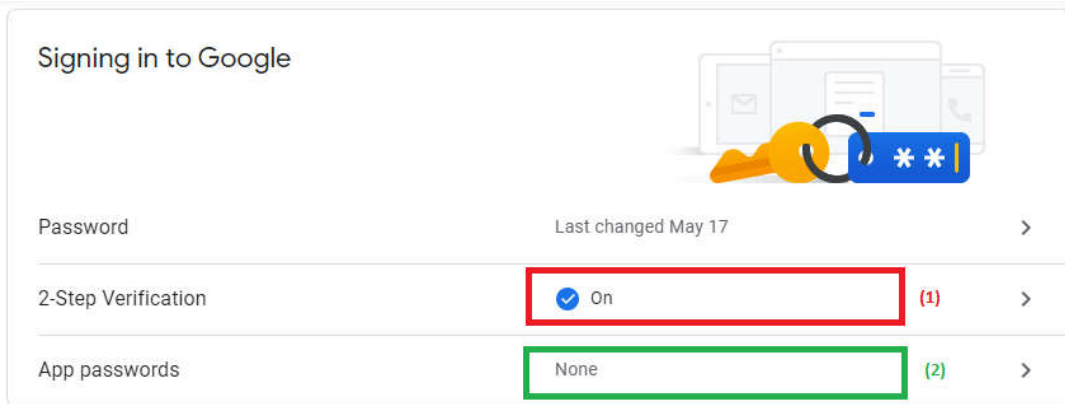 Signing in to Google
* *
Password Last changed May 17
2-Step Verification On (1)
App passwords None (2)